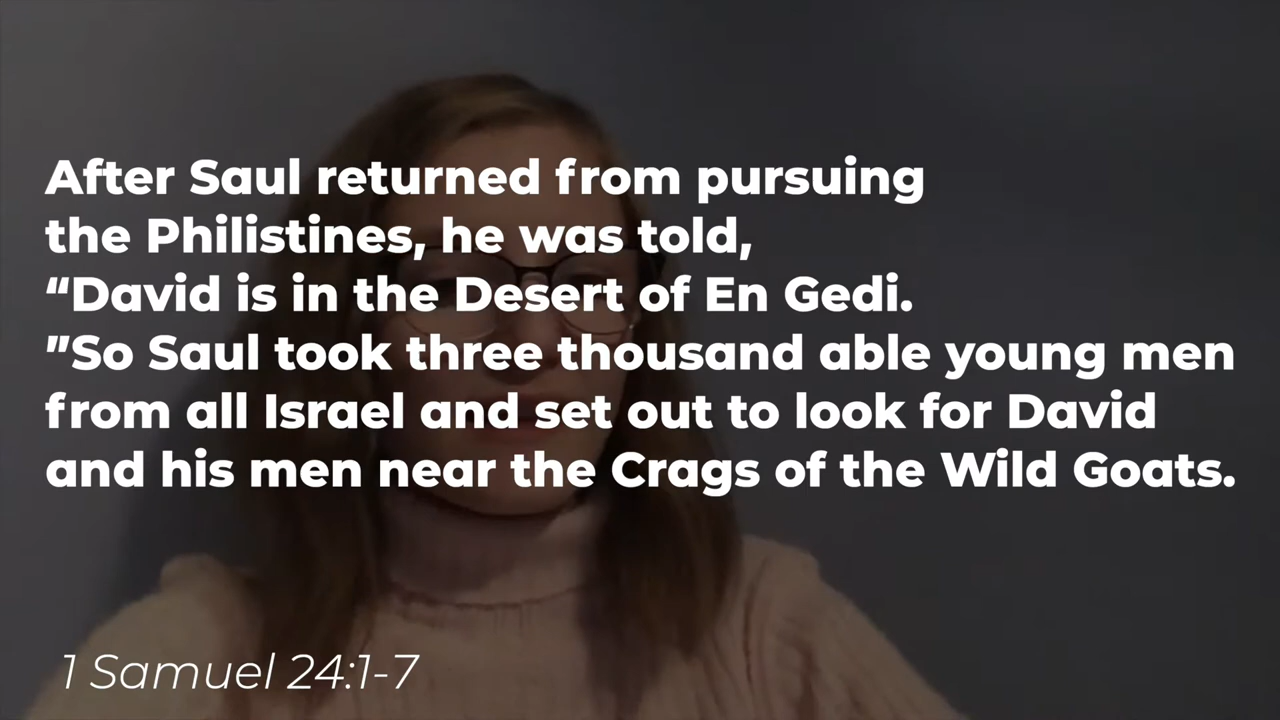 After Saul returned from pursuing
the Philistines, he was told,
“David is in the Desert of En Gedi.
”So Saul took three thousand able young men
from all Israel and set out to look for David
and his men near the Crags of the Wild Goats.
1 Samuel 24:1-7